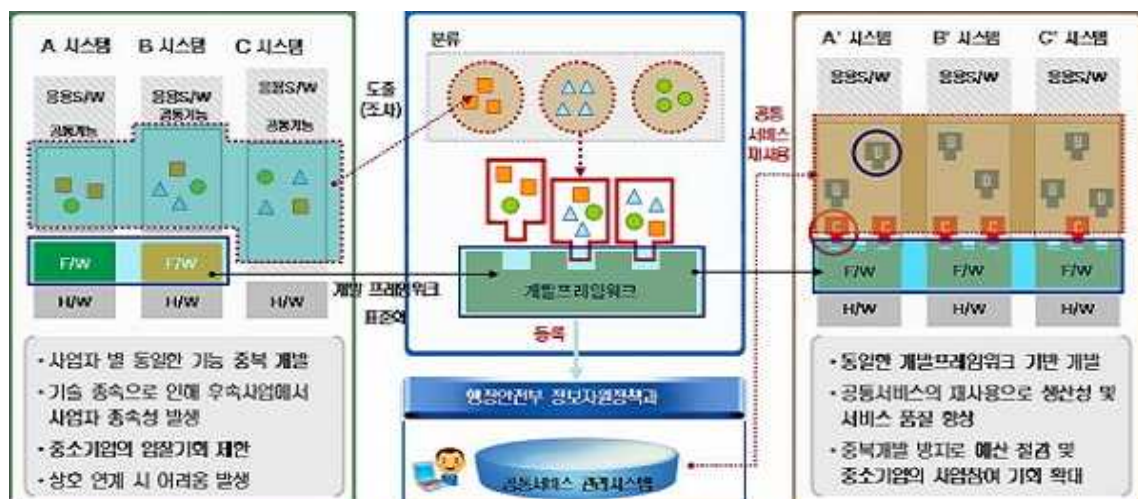 A 시스템
B 시스템
C 시스템
응용S/W
공통기능
응용S/W
공통기능
응용S/W
공통기능
F/W
F/W
H/W
H/W
H/W
• 사업자 별 동일한 기능 중복 개발
• 기술 종속으로 인해 후속사업에서
사업자 종속성 발생
• 중소기업의 입찰기회 제한
• 상호 연계 시 어려움 발생
도출
(조사)
개발 프레임워크
표준화
분류
개발프레임워크
등록
행정안전부 정보자원정책과
공통서비스 관리시스템
공통
서비스
재사용
A' 시스템
B' 시스템
C' 시스템
응용S/W
응용S/W
응용S/W
C
C
C
C
C
F/W
F/W
F/W
H/W
H/W
H/W
• 동일한 개발프레임워크 기반 개발
• 공통서비스의 재사용으로 생산성 및
서비스 품질 향상
• 중복개발 방지로 예산 절감 및
중소기업의 사업참여 기회 확대